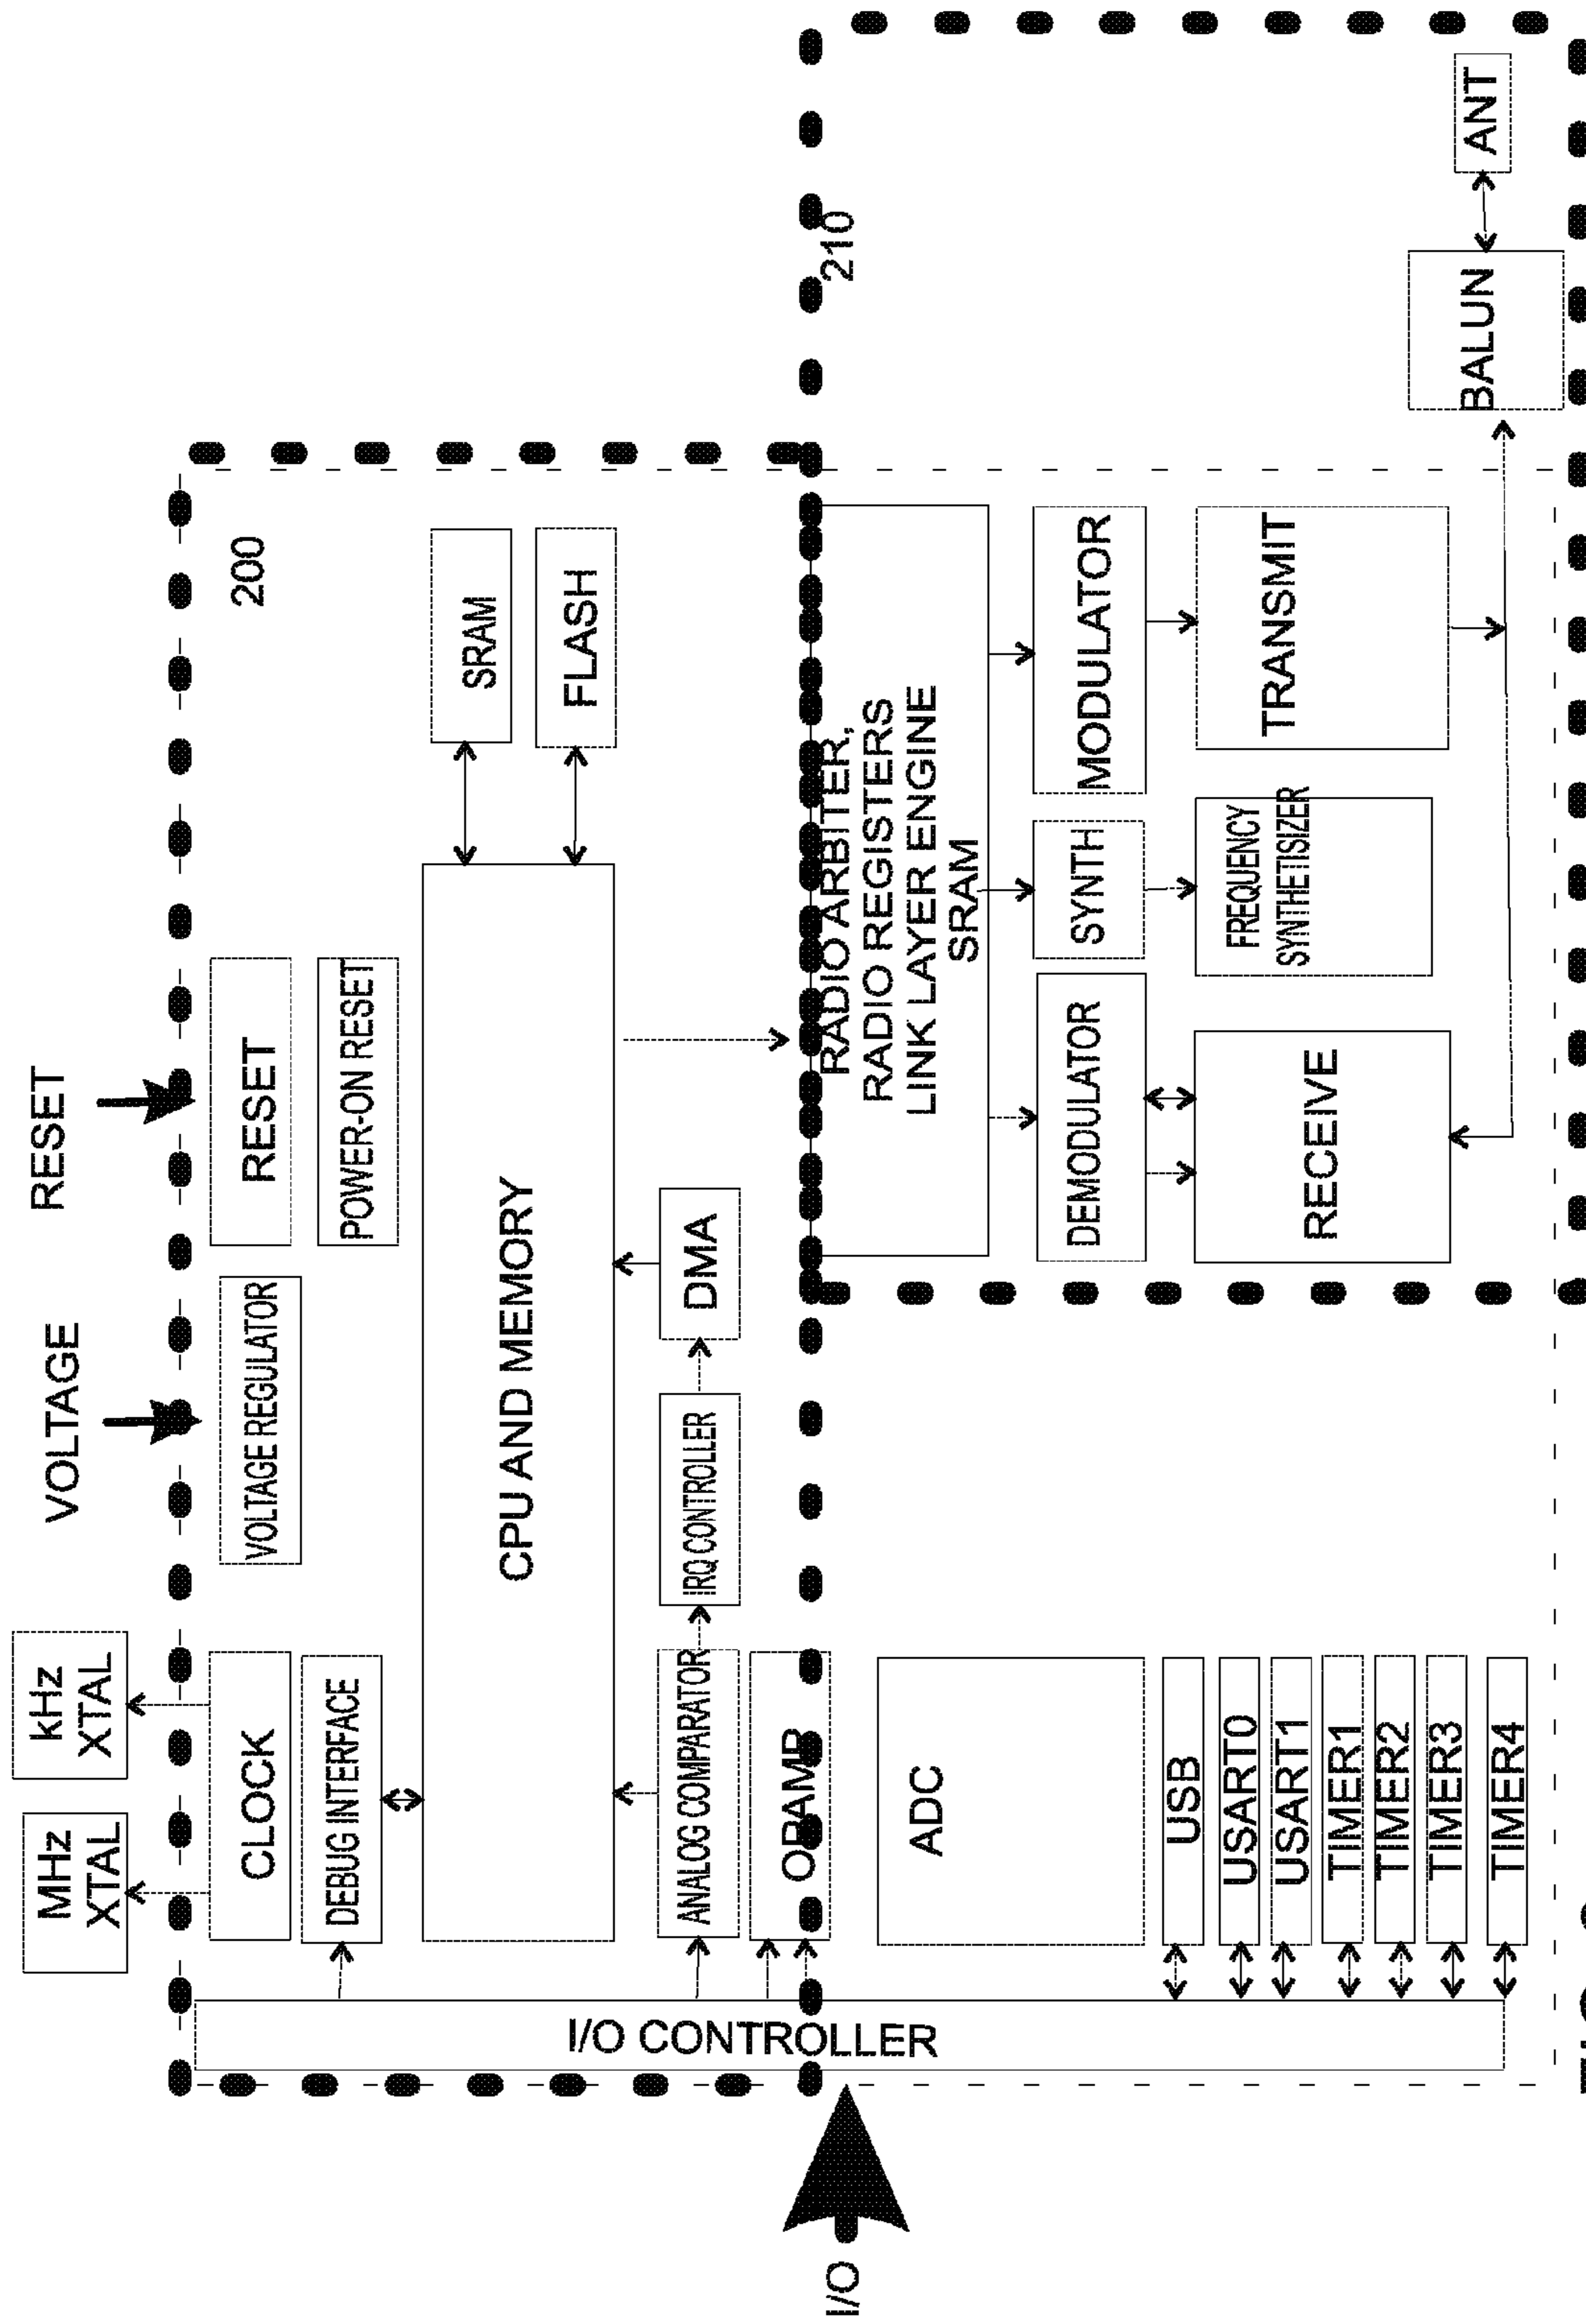 RESET
VOLTAGE
kHz
XTAL
MHz
XTAL
200
RESET
POWER-ON RESET
VOLTAGE REGULATOR
CLOCK
DEBUG INTERFACE
SRAM
FLASH
CPU AND MEMORY
DMA
IRQ CONTROLLER
ANALOG COMPARATOR
OPAMP
I/O CONTROLLER
I/O
ADC
USB
USART0
USART1
TIMER1
TIMER2
TIMER3
TIMER4
210
RADIO ARBITER,
RADIO REGISTERS
LINK LAYER ENGINE
SRAM
DEMODULATOR
SYNTH
MODULATOR
RECEIVE
FREQUENCY
SYNTHETISIZER
TRANSMIT
BALUN
ANT